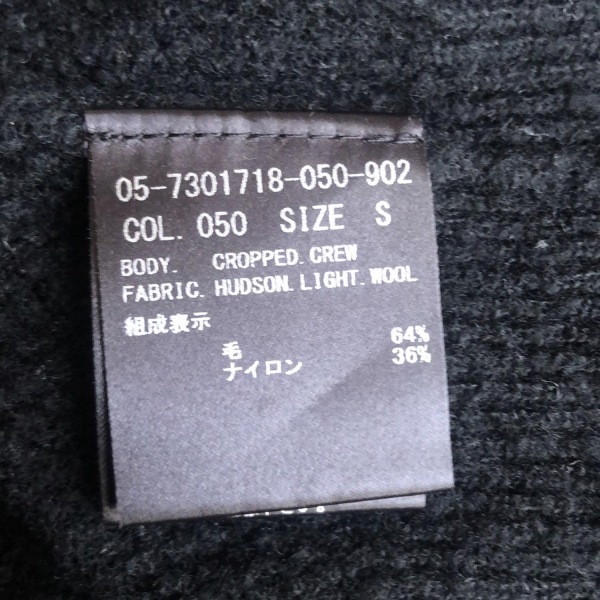 05-7301718-050-902
COL. 050 SIZE S
BODY. CROPPED.CREW
FABRIC. HUDSON.LIGHT.WOOL
組成表示
毛 64%
ナイロン 36%